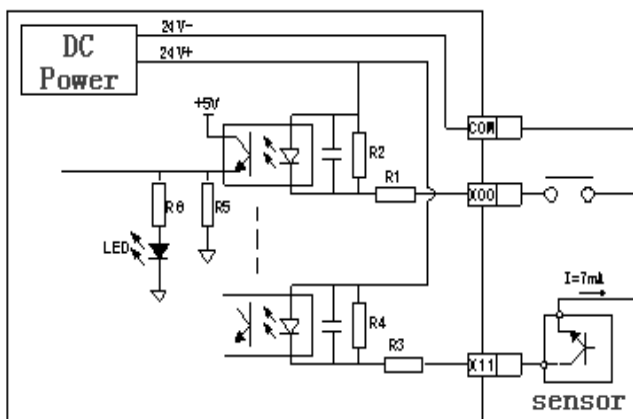 24V-
24V+
DC
Power
+5V
COM
R2
R1
X00
R6
R5
LED
I=7mA
R4
R3
X11
sensor